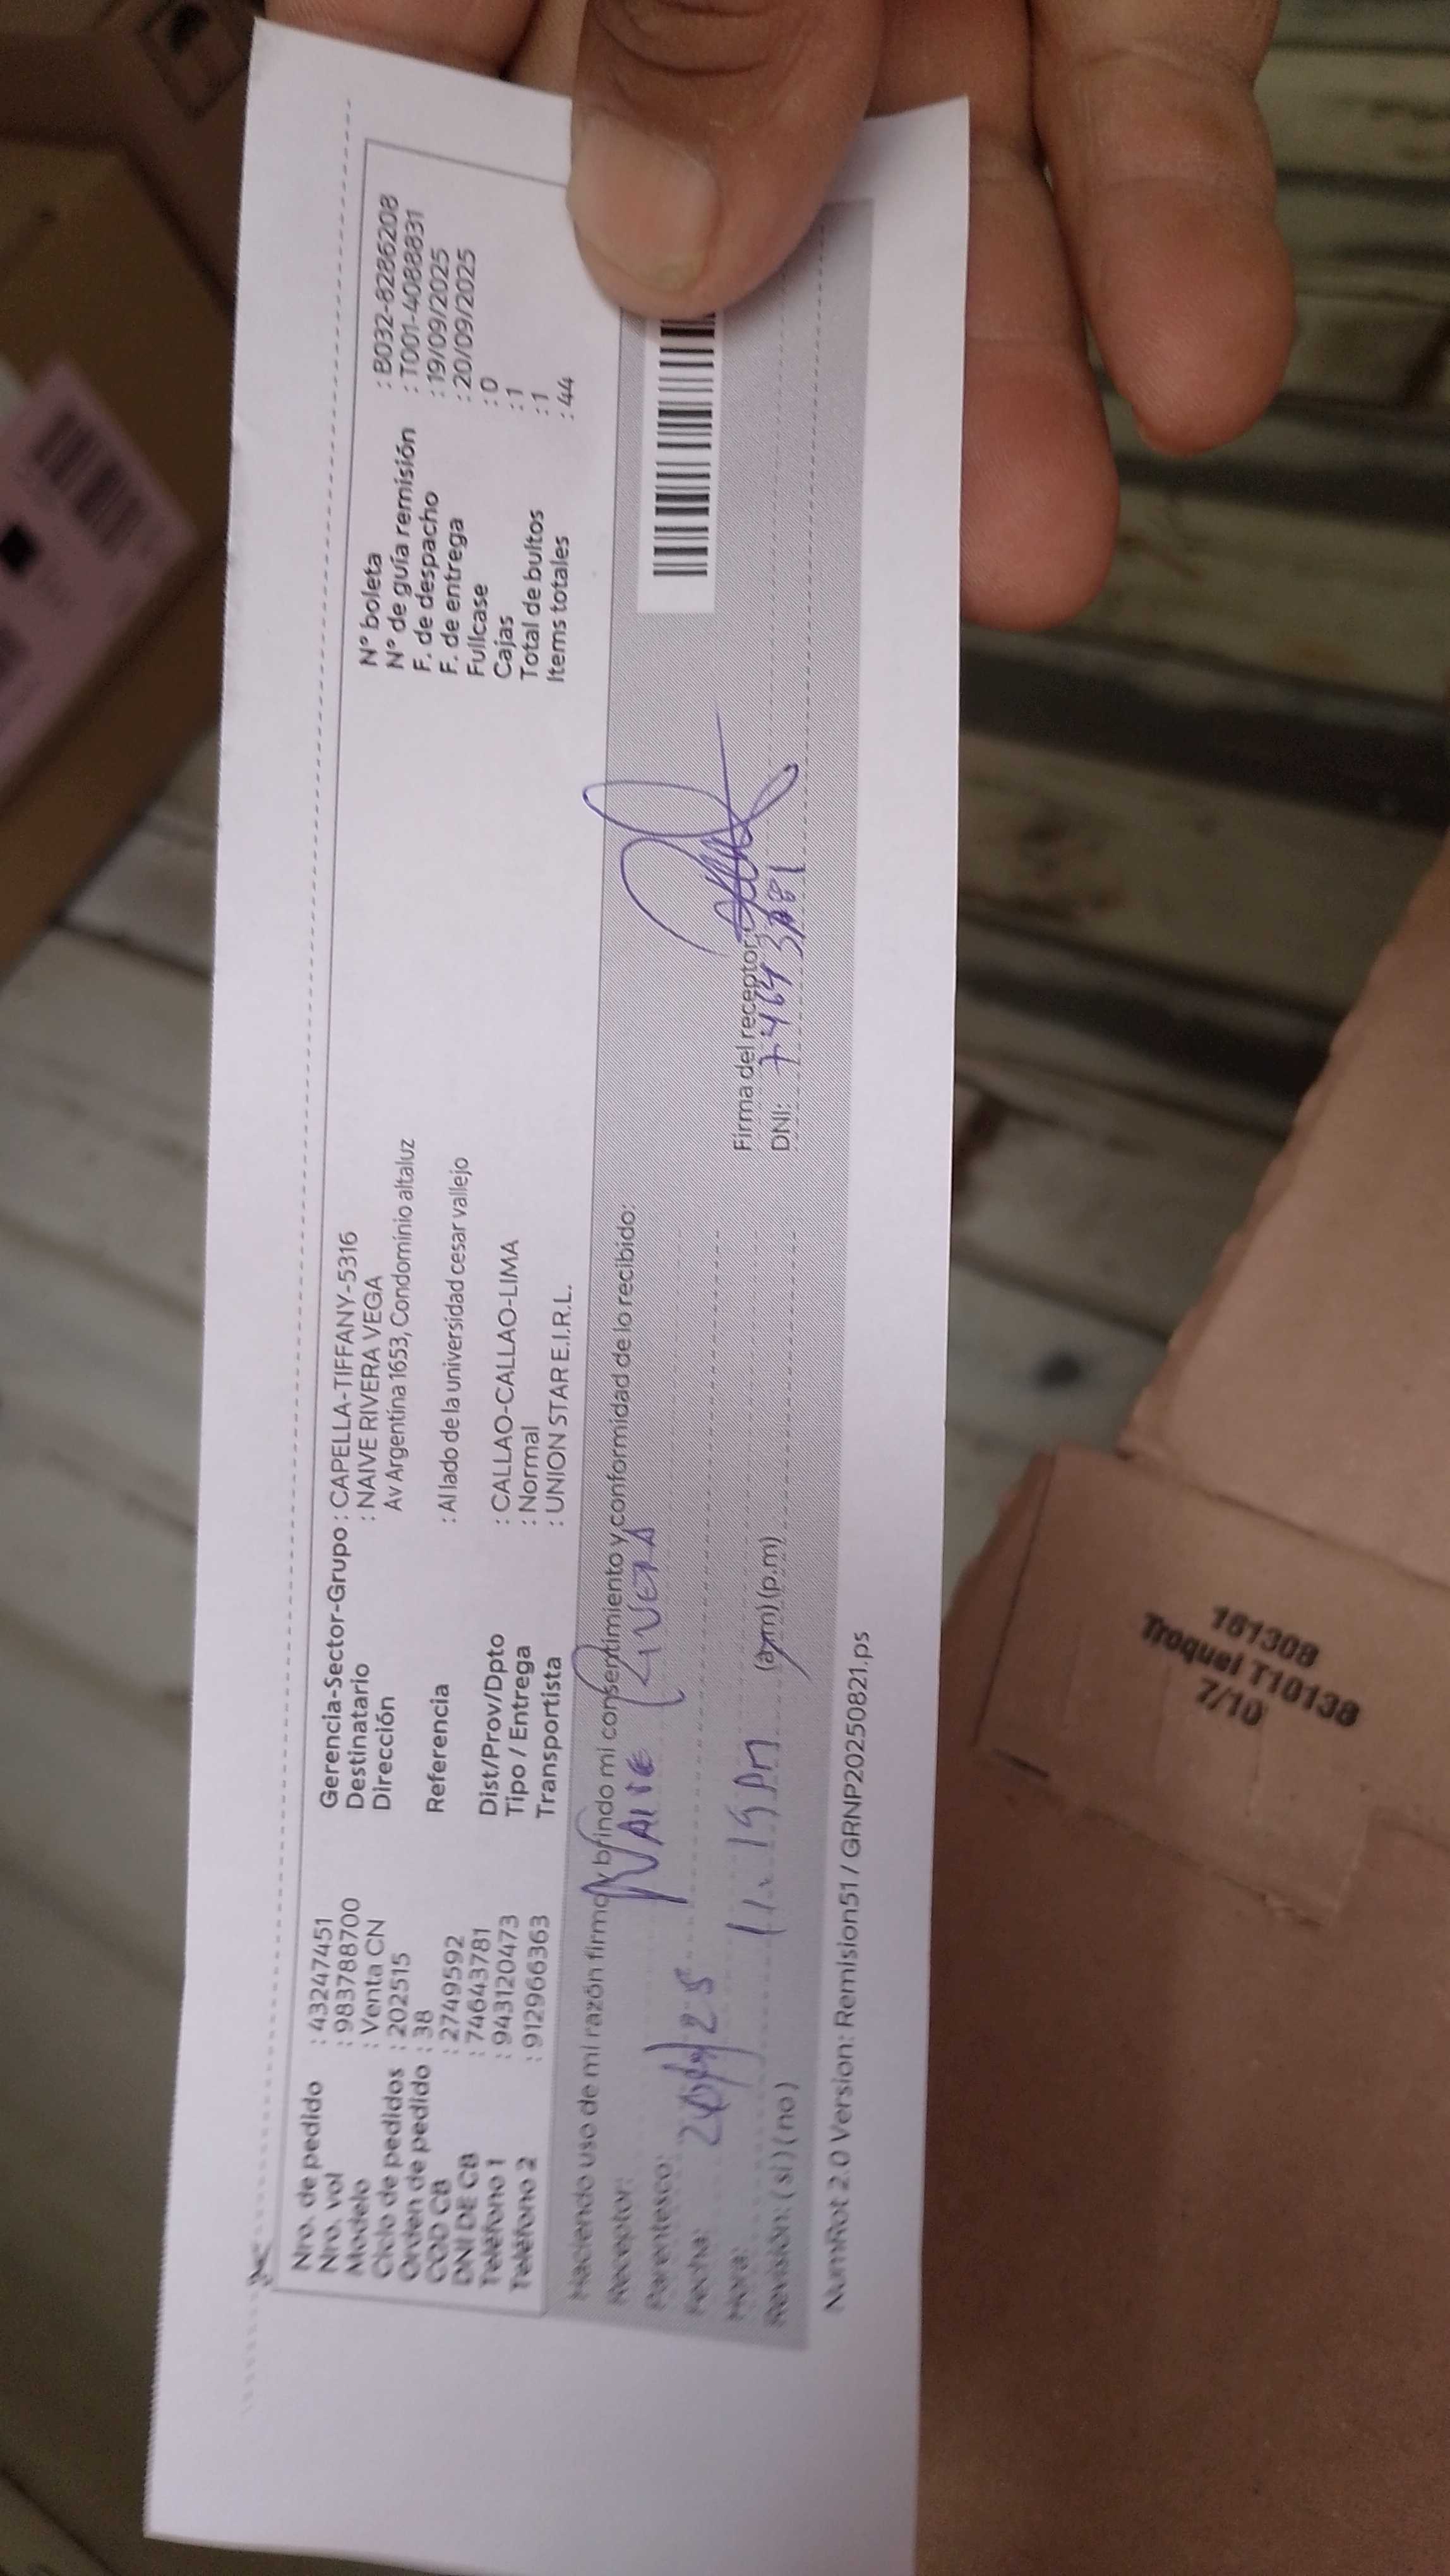 Nro. de pedido : 43247451
Nro. vol : 983788700
Modelo : Venta CN
Ciclo de pedidos : 202515
Orden de pedido : 38
COD CB : 2749592
DNI DE CB : 74643781
Teléfono 1 : 943120473
Teléfono 2 : 912966363
Gerencia-Sector-Grupo : CAPELLA-TIFFANY-5316
Destinatario : NAIVE RIVERA VEGA
Dirección Av Argentina 1653, Condominio altaluz
Referencia : Al lado de la universidad cesar vallejo
Dist/Prov/Dpto : CALLAO-CALLAO-LIMA
Tipo / Entrega : Normal
Transportista : UNION STAR E.I.R.L.
N° boleta : B032-8286208
N° de guía remisión : T001-4088831
F. de despacho : 19/09/2025
F. de entrega : 20/09/2025
Fullcase : 0
Cajas : 1
Total de bultos : 1
Items totales : 44
Haciendo uso de mi razón firmo y brindo mi consentimiento y conformidad de lo recibido:
Receptor: NAIVE RIVERA
Parentesco:
Fecha:
Hora: 11:19 PM (a.m) (p.m)
Revisión: ( si ) ( no )
Firma del receptor:
DNI:
NumRot 2.0 Version: Remision51 / GRNP20250821.ps
161308
Troquel T10138
7/10